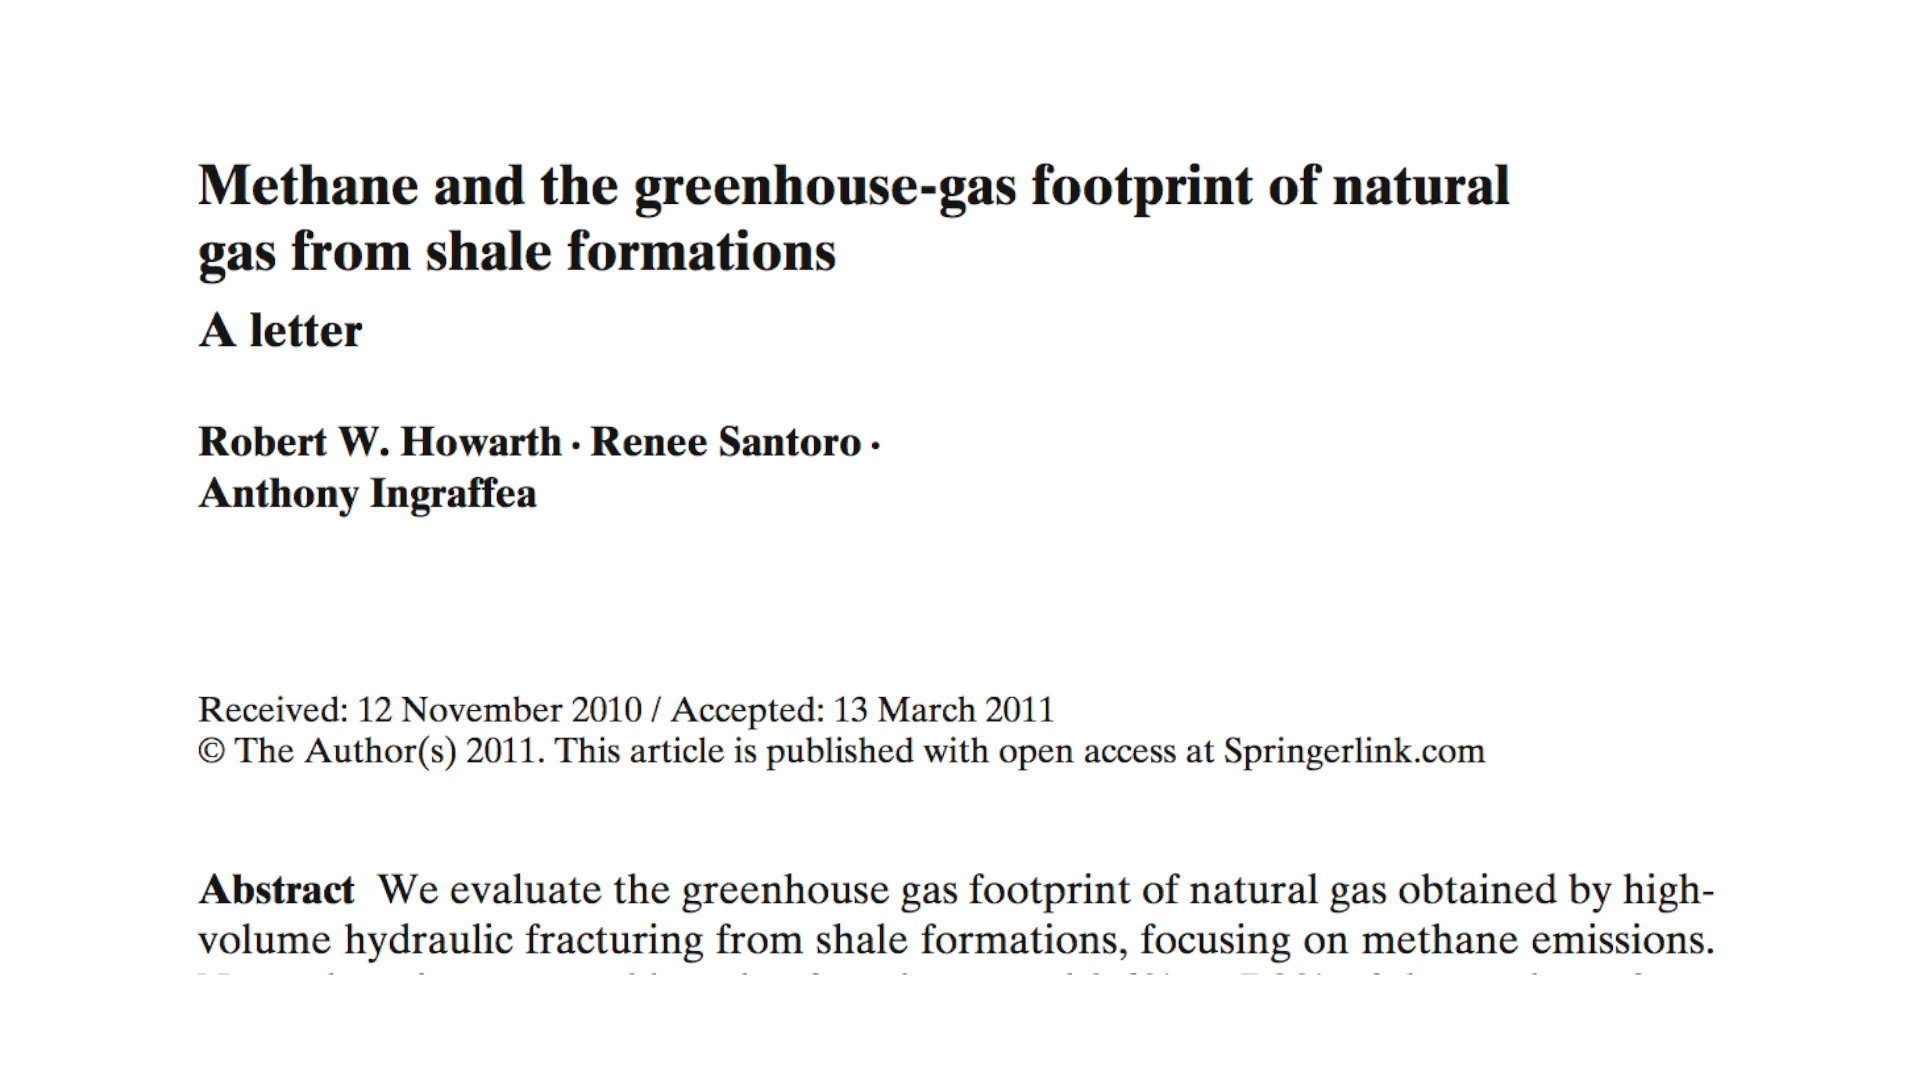 Methane and the greenhouse-gas footprint of natural
gas from shale formations
A letter
Robert W. Howarth · Renee Santoro ·
Anthony Ingraffea
Received: 12 November 2010 / Accepted: 13 March 2011
© The Author(s) 2011. This article is published with open access at Springerlink.com
Abstract We evaluate the greenhouse gas footprint of natural gas obtained by high-
volume hydraulic fracturing from shale formations, focusing on methane emissions.